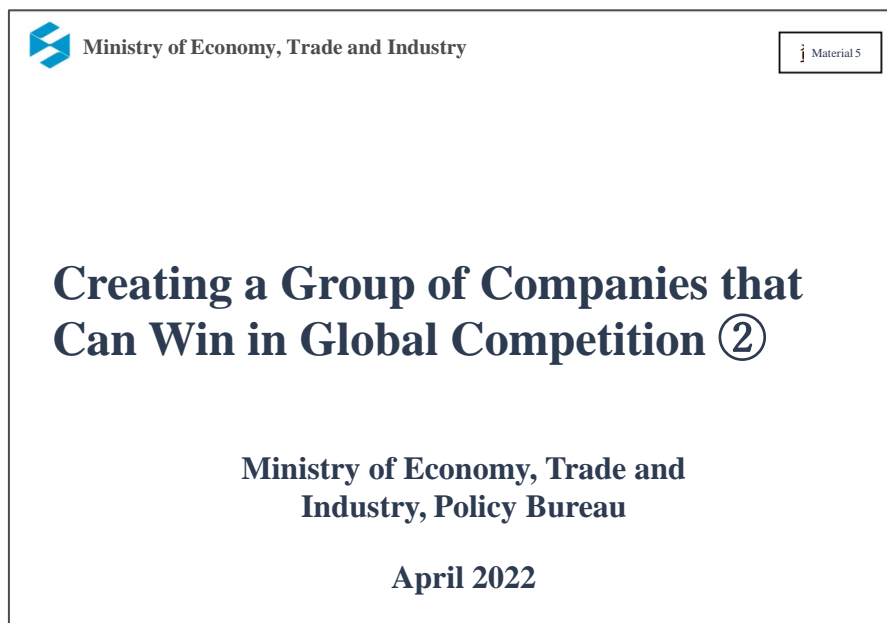 Ministry of Economy, Trade and Industry
Material 5
Creating a Group of Companies that
Can Win in Global Competition ②
Ministry of Economy, Trade and
Industry, Policy Bureau
April 2022